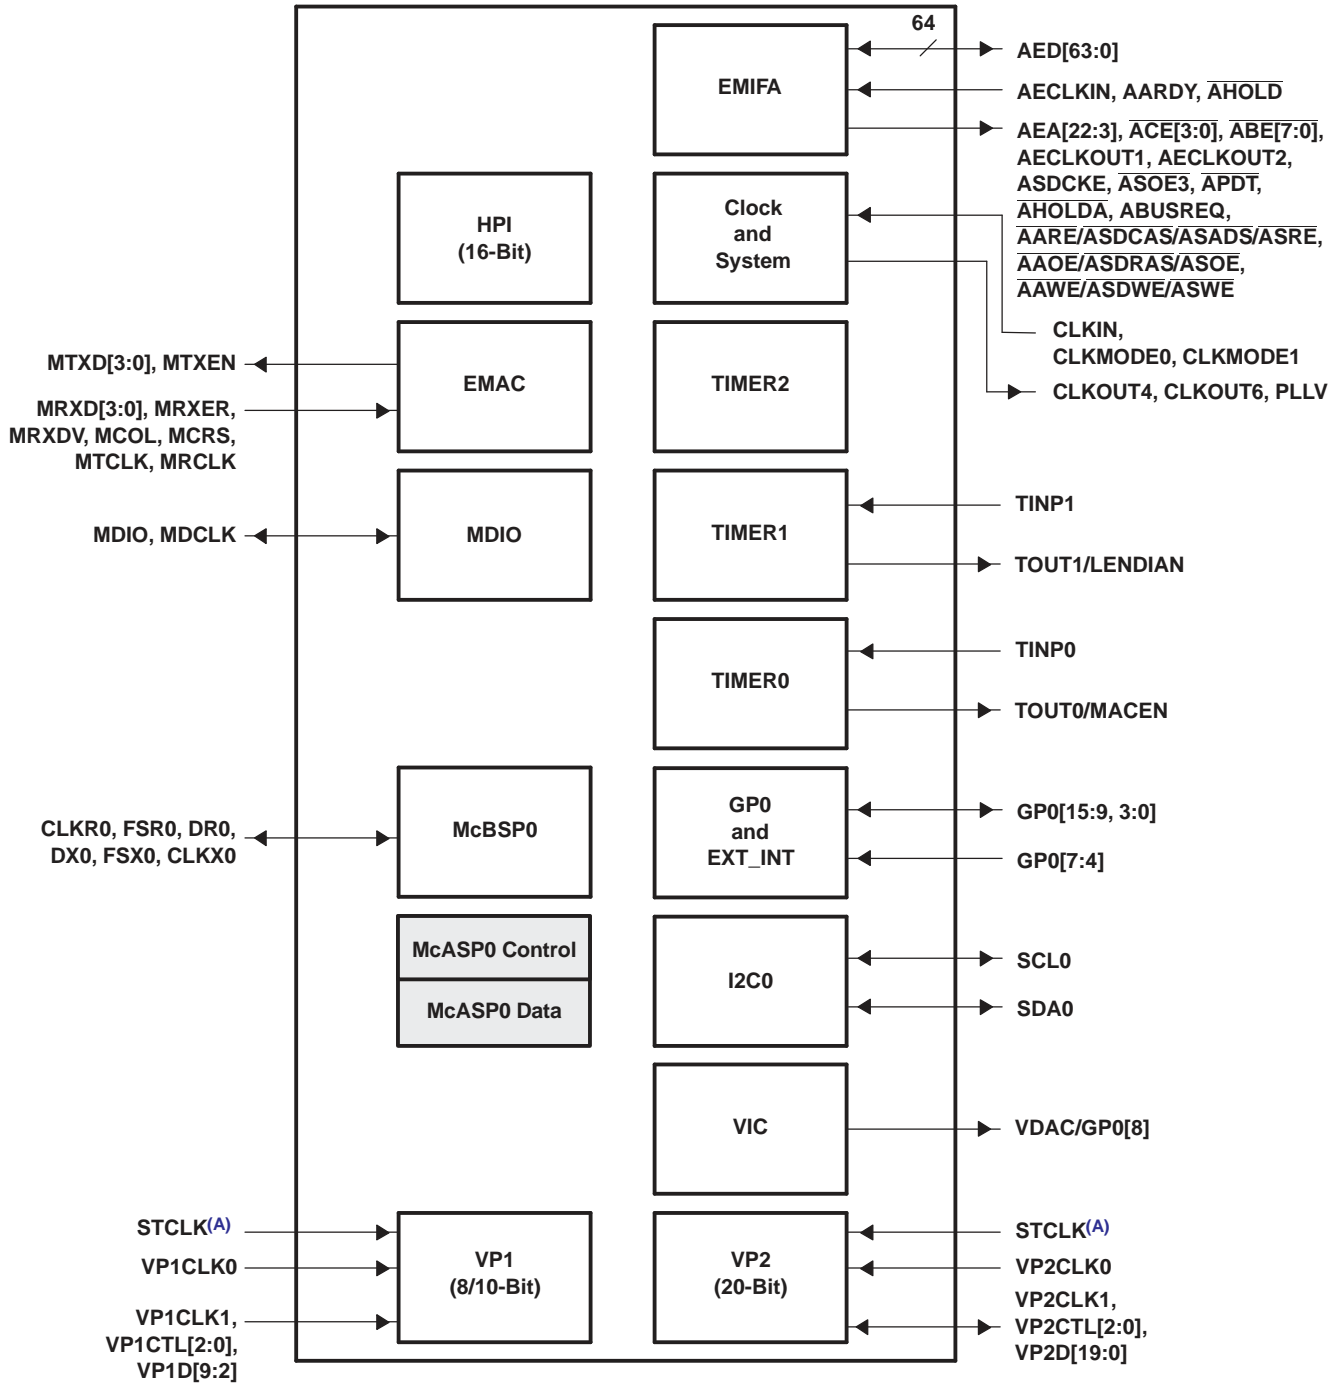 64
EMIFA
AED[63:0]
AECLKIN, AARDY, AHOLD
AEA[22:3], ACE[3:0], ABE[7:0],
AECLKOUT1, AECLKOUT2,
ASDCKE, ASOE3, APDT,
AHOLDA, ABUSREQ,
AARE/ASDCAS/ASADS/ASRE,
AAOE/ASDRAS/ASOE,
AAWE/ASDWE/ASWE
HPI
(16-Bit)
Clock
and
System
CLKIN,
CLKMODE0, CLKMODE1
CLKOUT4, CLKOUT6, PLLV
MTXD[3:0], MTXEN
MRXD[3:0], MRXER,
MRXDV, MCOL, MCRS,
MTCLK, MRCLK
EMAC
TIMER2
MDIO, MDCLK
MDIO
TIMER1
TINP1
TOUT1/LENDIAN
TIMER0
TINP0
TOUT0/MACEN
CLKR0, FSR0, DR0,
DX0, FSX0, CLKX0
McBSP0
GP0
and
EXT_INT
GP0[15:9, 3:0]
GP0[7:4]
McASP0 Control
McASP0 Data
I2C0
SCL0
SDA0
VIC
VDAC/GP0[8]
STCLK(A)
VP1CLK0
VP1CLK1,
VP1CTL[2:0],
VP1D[9:2]
VP1
(8/10-Bit)
VP2
(20-Bit)
STCLK(A)
VP2CLK0
VP2CLK1,
VP2CTL[2:0],
VP2D[19:0]